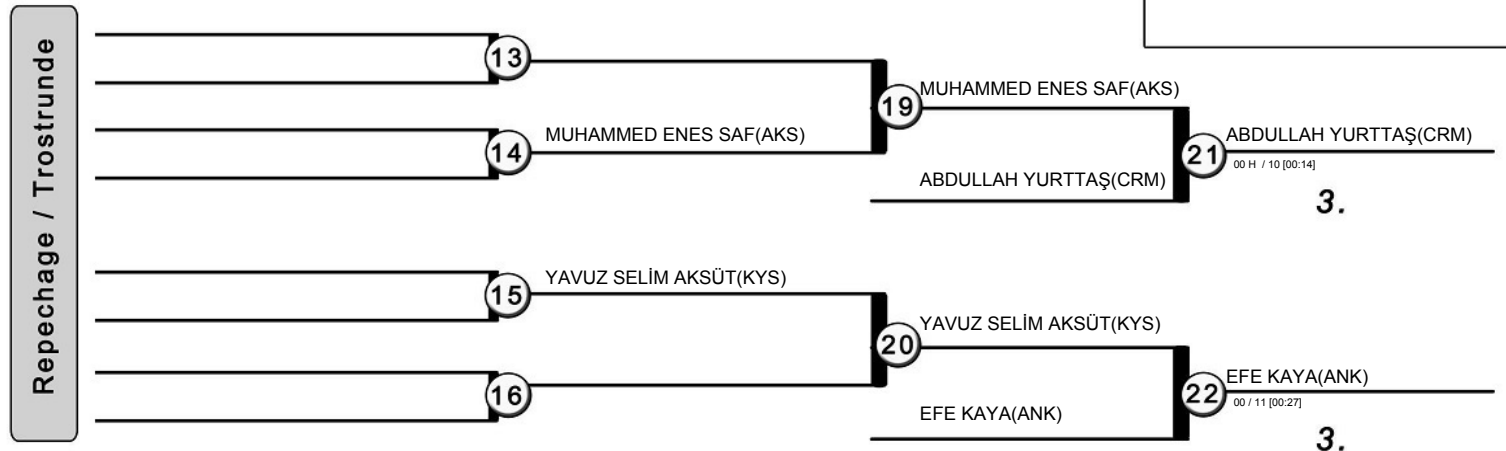 Repechage / Trostrunde
13
14
MUHAMMED ENES SAF(AKS)
19
MUHAMMED ENES SAF(AKS)
ABDULLAH YURTTAŞ(CRM)
21
ABDULLAH YURTTAŞ(CRM)
00 H / 10 [00:14]
3.
15
YAVUZ SELİM AKSÜT(KYS)
16
20
YAVUZ SELİM AKSÜT(KYS)
EFE KAYA(ANK)
22
EFE KAYA(ANK)
00 / 11 [00:27]
3.